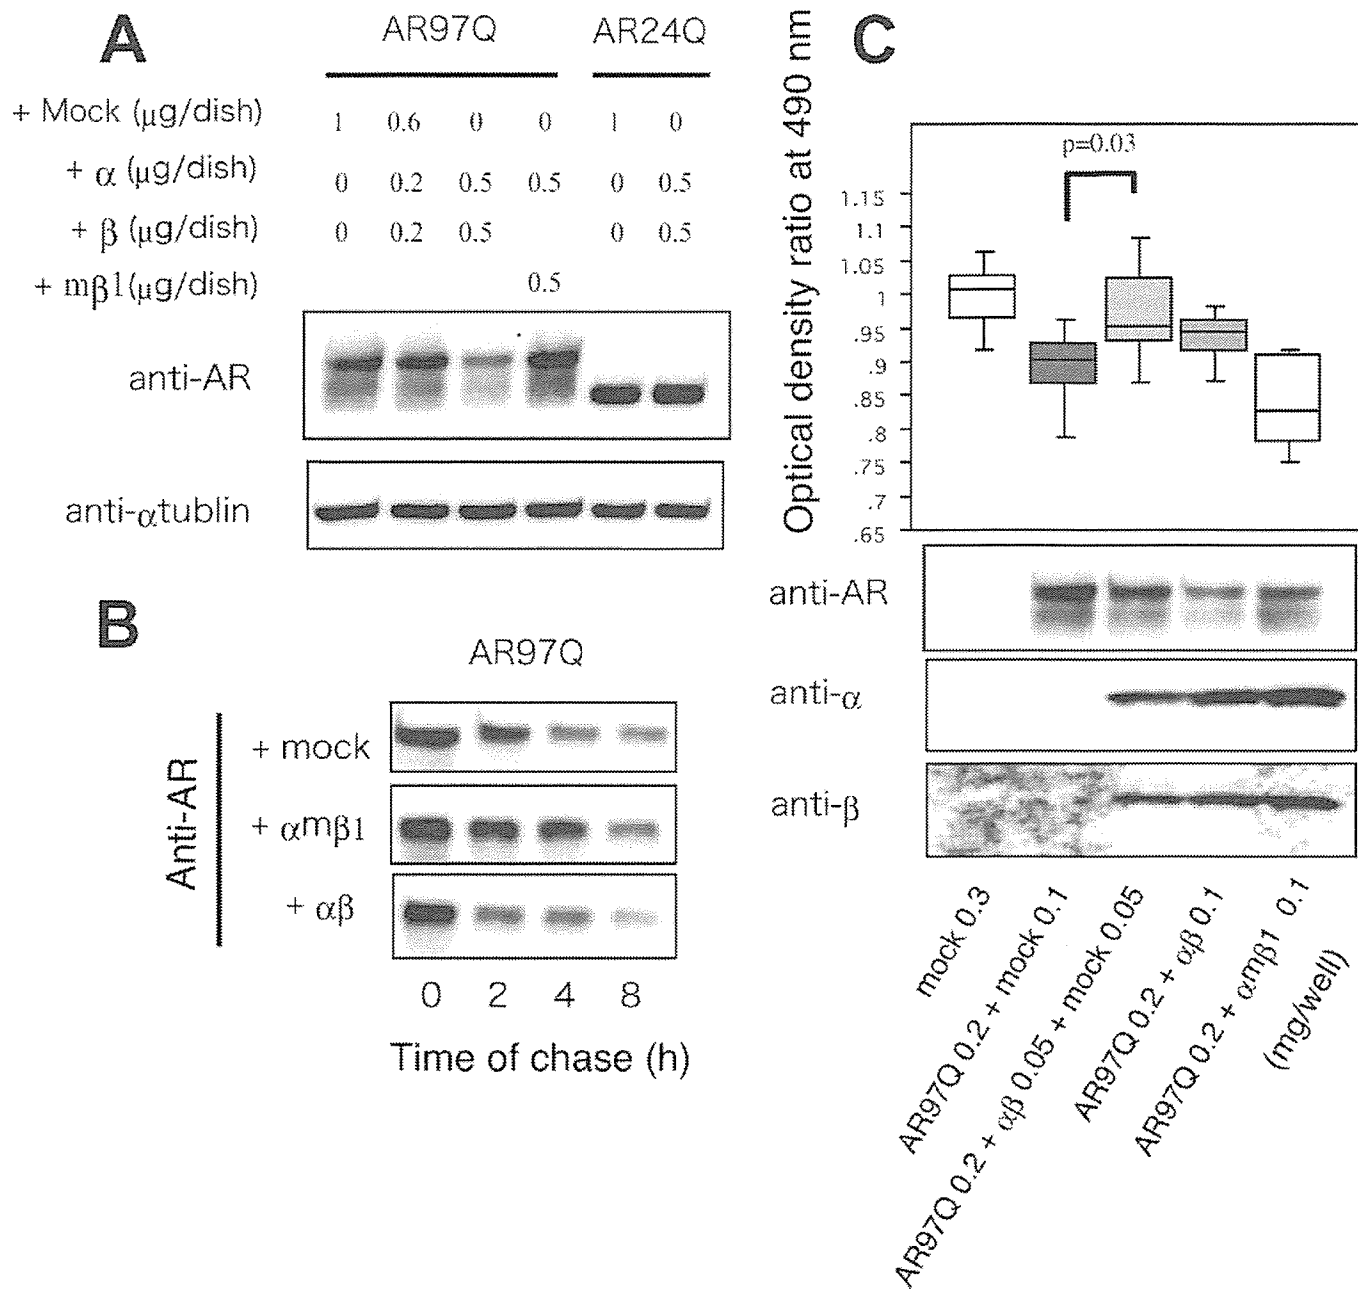 A
AR97Q AR24Q
+ Mock (μg/dish) 1 0.6 0 0 1 0
+ α (μg/dish) 0 0.2 0.5 0.5 0 0.5
+ β (μg/dish) 0 0.2 0.5 0 0.5
+ mβ1(μg/dish) 0.5
anti-AR
anti-αtublin
B
AR97Q
Anti-AR
+ mock
+ αmβ1
+ αβ
0 2 4 8
Time of chase (h)
C
Optical density ratio at 490 nm
p=0.03
1.15
1.1
1.05
1
.95
.9
.85
.8
.75
.7
.65
anti-AR
anti-α
anti-β
mock 0.3
AR97Q 0.2 + mock 0.1
AR97Q 0.2 + αβ 0.05 + mock 0.05
AR97Q 0.2 + αβ 0.1
AR97Q 0.2 + αmβ1 0.1
(mg/well)